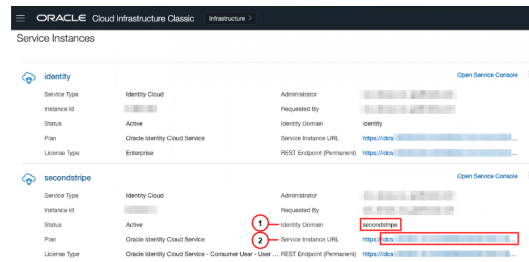 ORACLE Cloud Infrastructure Classic Infrastructure >
Service Instances
identity Open Service Console
Service Type Identity Cloud Administrator
Instance Id Requested By
Status Active Identity Domain identity
Plan Oracle Identity Cloud Service Service Instance URL https://idcs ...
License Type Enterprise REST Endpoint (Permanent) https://idcs ...
secondstripe Open Service Console
Service Type Identity Cloud Administrator
Instance Id Requested By
Status Active 1 Identity Domain secondstripe
Plan Oracle Identity Cloud Service 2 Service Instance URL https://idcs ...
License Type Oracle Identity Cloud Service - Consumer User - User ... REST Endpoint (Permanent) https://idcs ...